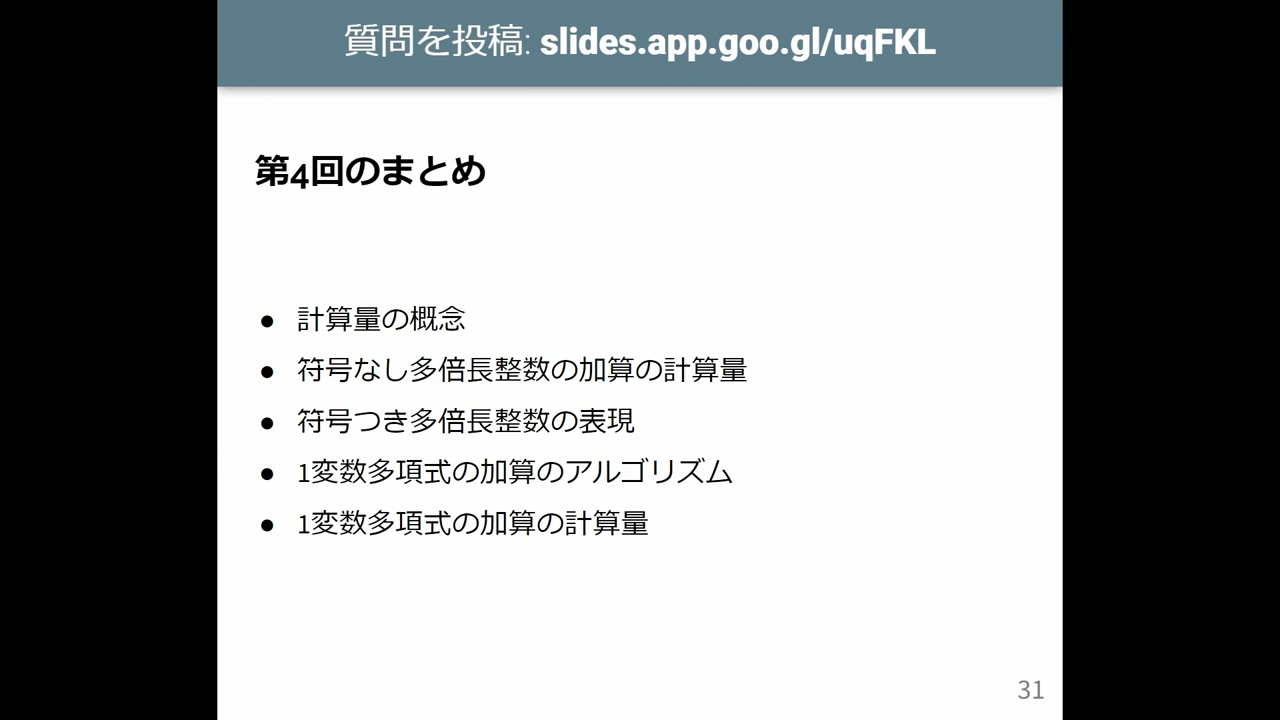 質問を投稿: slides.app.goo.gl/uqFKL
第4回のまとめ
● 計算量の概念
● 符号なし多倍長整数の加算の計算量
● 符号つき多倍長整数の表現
● 1変数多項式の加算のアルゴリズム
● 1変数多項式の加算の計算量
31